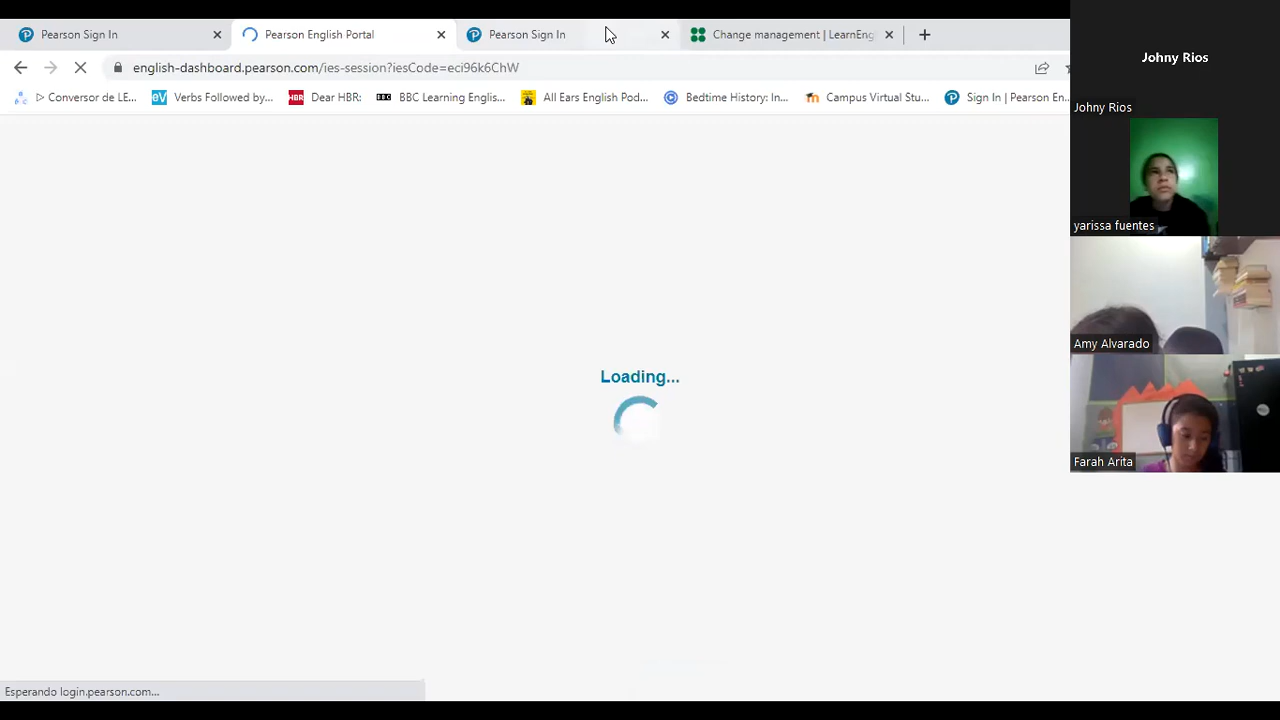 Pearson Sign In
Pearson English Portal
Pearson Sign In
Change management | LearnEng
english-dashboard.pearson.com/ies-session?iesCode=eci96k6ChW
▷ Conversor de LE...
eV Verbs Followed by...
HBR Dear HBR:
BBC BBC Learning Englis...
All Ears English Pod...
Bedtime History: In...
Campus Virtual Stu...
Sign In | Pearson En...
Loading...
Esperando login.pearson.com...
Johny Rios
Johny Rios
yarissa fuentes
Amy Alvarado
Farah Arita